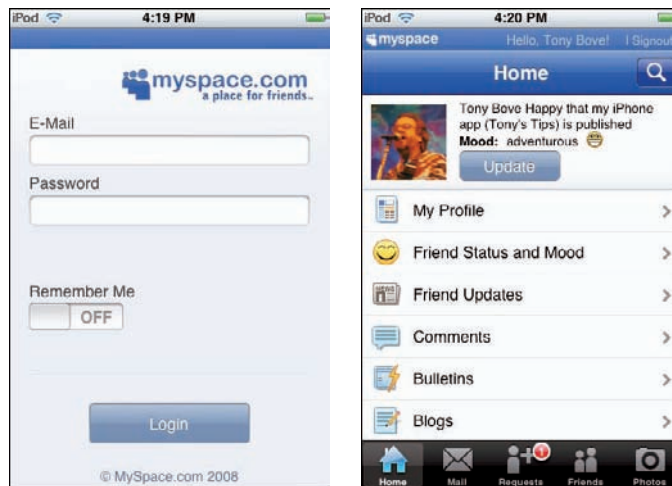 iPod
4:19 PM
myspace.com
a place for friends.
E-Mail
Password
Remember Me
OFF
Login
© MySpace.com 2008
iPod
4:20 PM
myspace
Hello, Tony Bove!
| Signout
Home
Tony Bove Happy that my iPhone
app (Tony's Tips) is published
Mood: adventurous
Update
My Profile
Friend Status and Mood
NEWS
Friend Updates
Comments
Bulletins
Blogs
1
Home
Mail
Requests
Friends
Photos